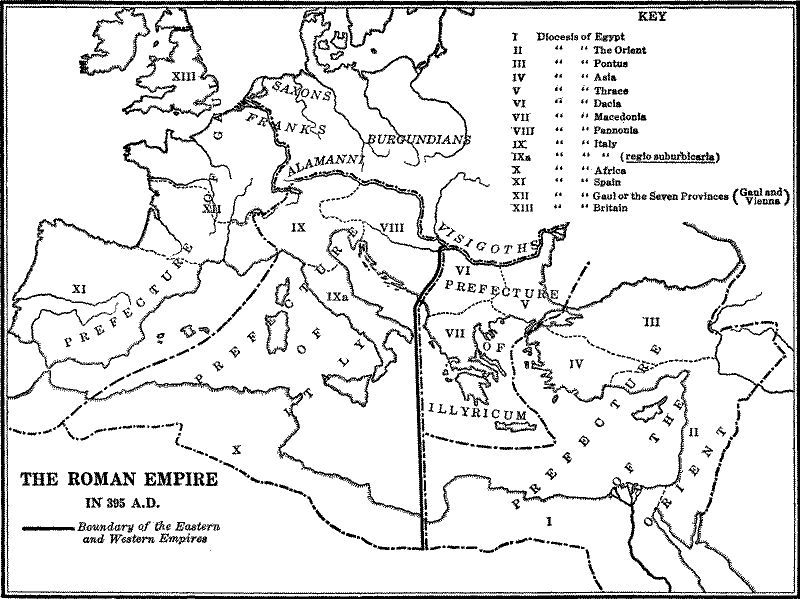 KEY
I Diocesis of Egypt
II " " The Orient
III " " Pontus
IV " " Asia
V " " Thrace
VI " " Dacia
VII " " Macedonia
VIII " " Pannonia
IX " " Italy
IXa " " " (regio suburbicaria)
X " " Africa
XI " " Spain
XII " " Gaul or the Seven Provinces (Gaul and Vienna)
XIII " " Britain
XIII
SAXONS
FRANKS
BURGUNDIANS
ALAMANNI
PREFECTURE OF GAUL
XII
IX
VIII
VISIGOTHS
XI
IXa
VI
PREFECTURE
V
VII
OF
ILLYRICUM
III
IV
PREFECTURE OF ITLY
II
PREFECTURE OF THE ORIENT
X
I
THE ROMAN EMPIRE
IN 395 A.D.
Boundary of the Eastern
and Western Empires